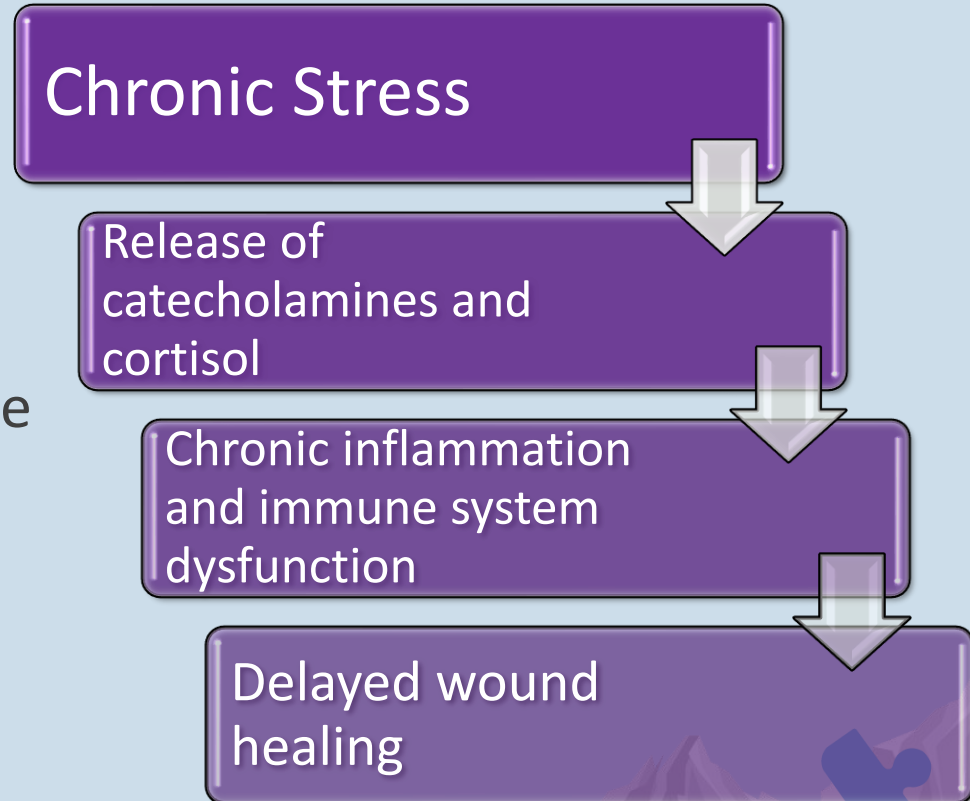 Chronic Stress
Release of
catecholamines and
cortisol
e
Chronic inflammation
and immune system
dysfunction
Delayed wound
healing